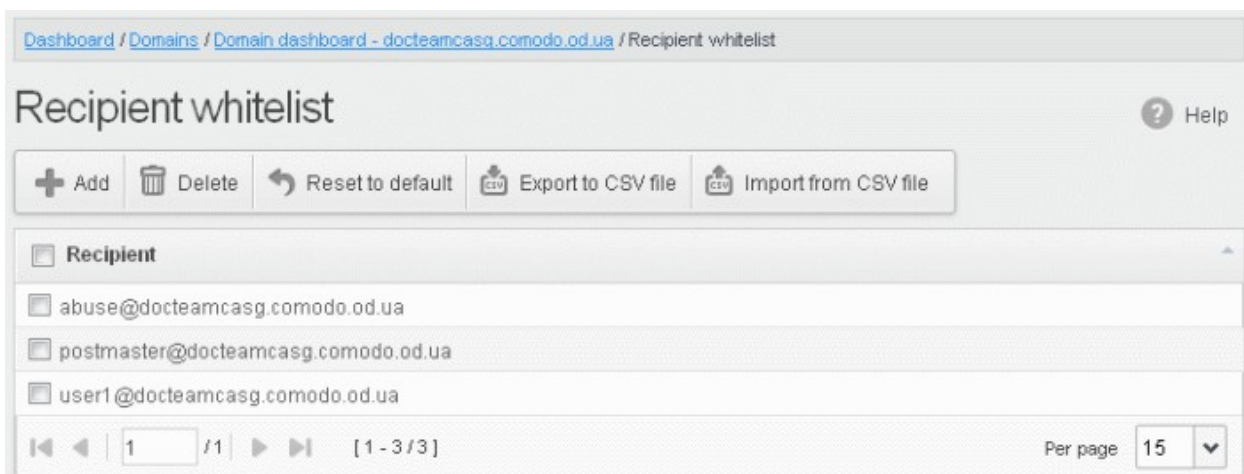 Dashboard / Domains / Domain dashboard - docteamcasg.comodo.od.ua / Recipient whitelist
Recipient whitelist
? Help
Add Delete Reset to default CSV Export to CSV file CSV Import from CSV file
Recipient
abuse@docteamcasg.comodo.od.ua
postmaster@docteamcasg.comodo.od.ua
user1@docteamcasg.comodo.od.ua
1 /1 [1 - 3 / 3] Per page 15